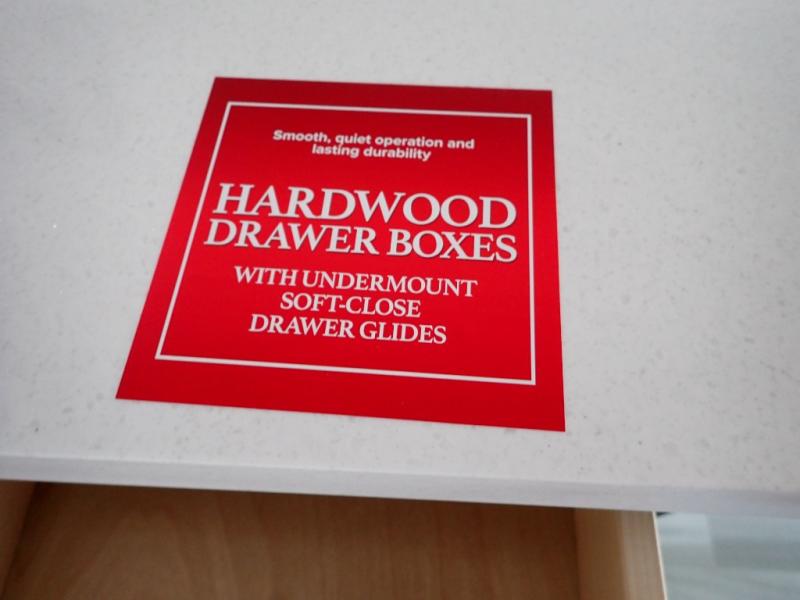 Smooth, quiet operation and
lasting durability
HARDWOOD
DRAWER BOXES
WITH UNDERMOUNT
SOFT-CLOSE
DRAWER GLIDES